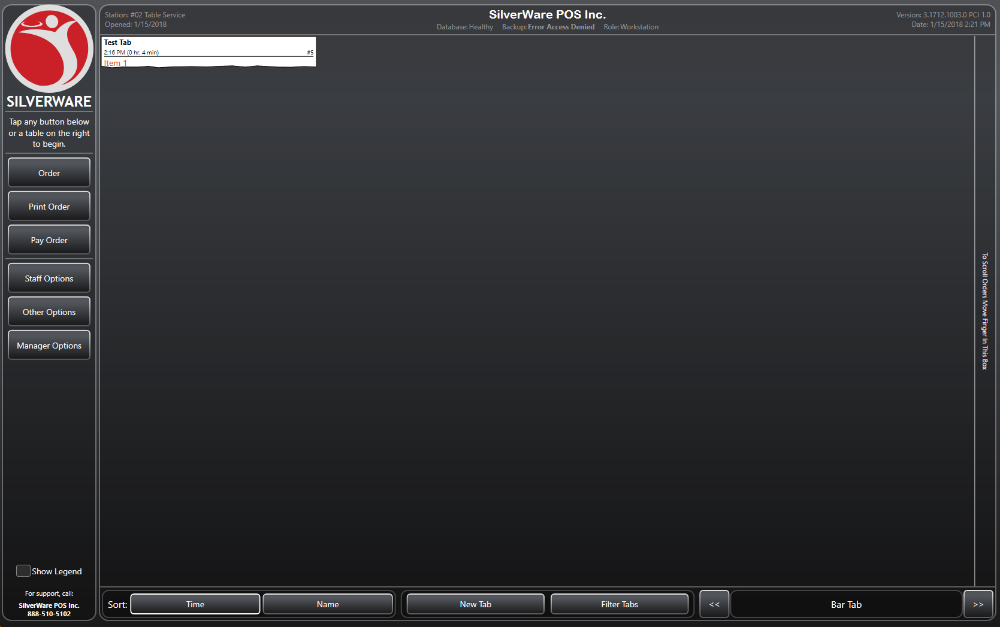 SILVERWARE
Tap any button below
or a table on the right
to begin.
Order
Print Order
Pay Order
Staff Options
Other Options
Manager Options
Show Legend
For support, call:
SilverWare POS Inc.
888-510-5102
Station: #02 Table Service
Opened: 1/15/2018
SilverWare POS Inc.
Database: Healthy Backup: Error Access Denied Role: Workstation
Version: 3.1712.1003.0 PCI 1.0
Date: 1/15/2018 2:21 PM
Test Tab
2:16 PM (0 hr, 4 min) #5
Item 1
To Scroll Orders Move Finger In This Box
Sort: Time Name New Tab Filter Tabs << Bar Tab >>